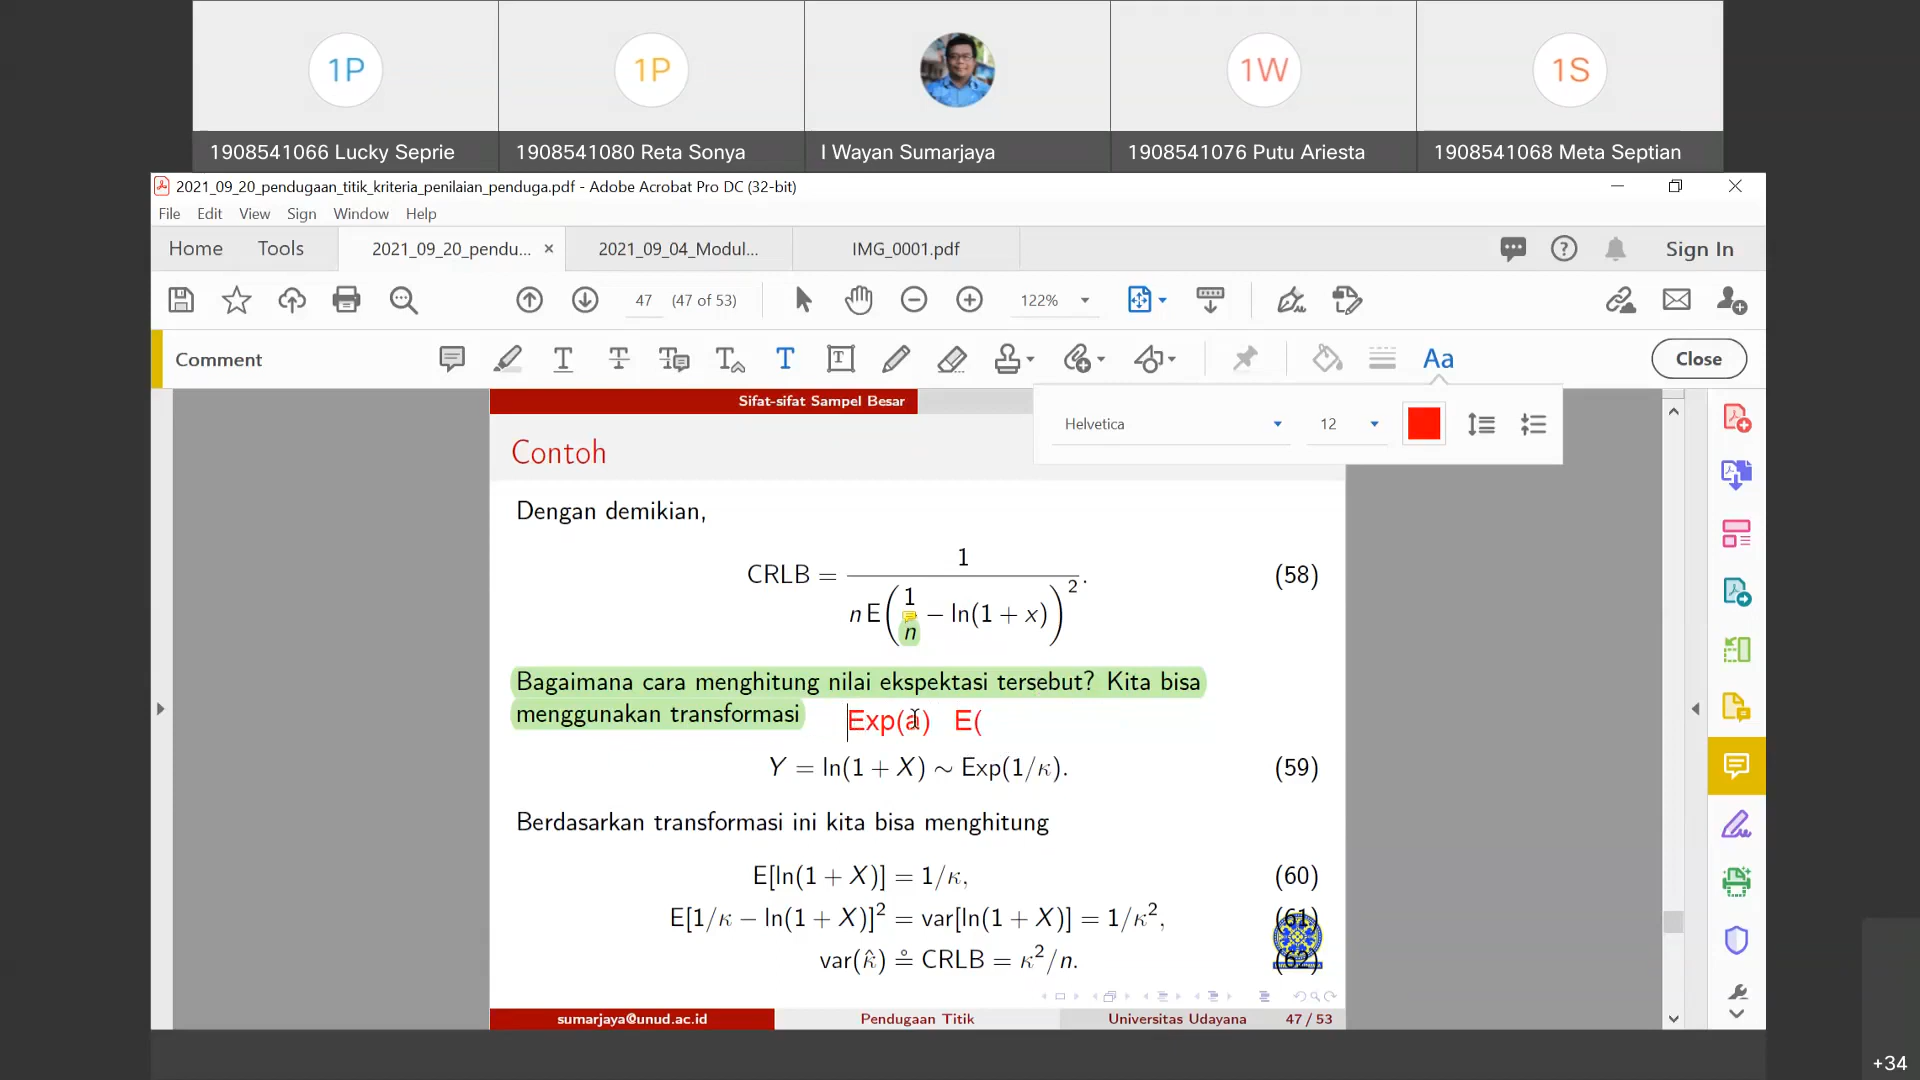 1P
1P
1W
1S
1908541066 Lucky Seprie
1908541080 Reta Sonya
I Wayan Sumarjaya
1908541076 Putu Ariesta
1908541068 Meta Septian
2021_09_20_pendugaan_titik_kriteria_penilaian_penduga.pdf - Adobe Acrobat Pro DC (32-bit)
File Edit View Sign Window Help
Home Tools 2021_09_20_pendu... × 2021_09_04_Modul... IMG_0001.pdf Sign In
47 (47 of 53) 122%
Comment Aa Close
Sifat-sifat Sampel Besar
Helvetica 12
Contoh
Dengan demikian,
CRLB = 1 / n E(1/n − ln(1 + x))². (58)
Bagaimana cara menghitung nilai ekspektasi tersebut? Kita bisa
menggunakan transformasi Exp(a) E(
Y = ln(1 + X) ∼ Exp(1/κ). (59)
Berdasarkan transformasi ini kita bisa menghitung
E[ln(1 + X)] = 1/κ, (60)
E[1/κ − ln(1 + X)]² = var[ln(1 + X)] = 1/κ², (61)
var(κ̂) ≗ CRLB = κ²/n. (62)
sumarjaya@unud.ac.id Pendugaan Titik Universitas Udayana 47 / 53
+34